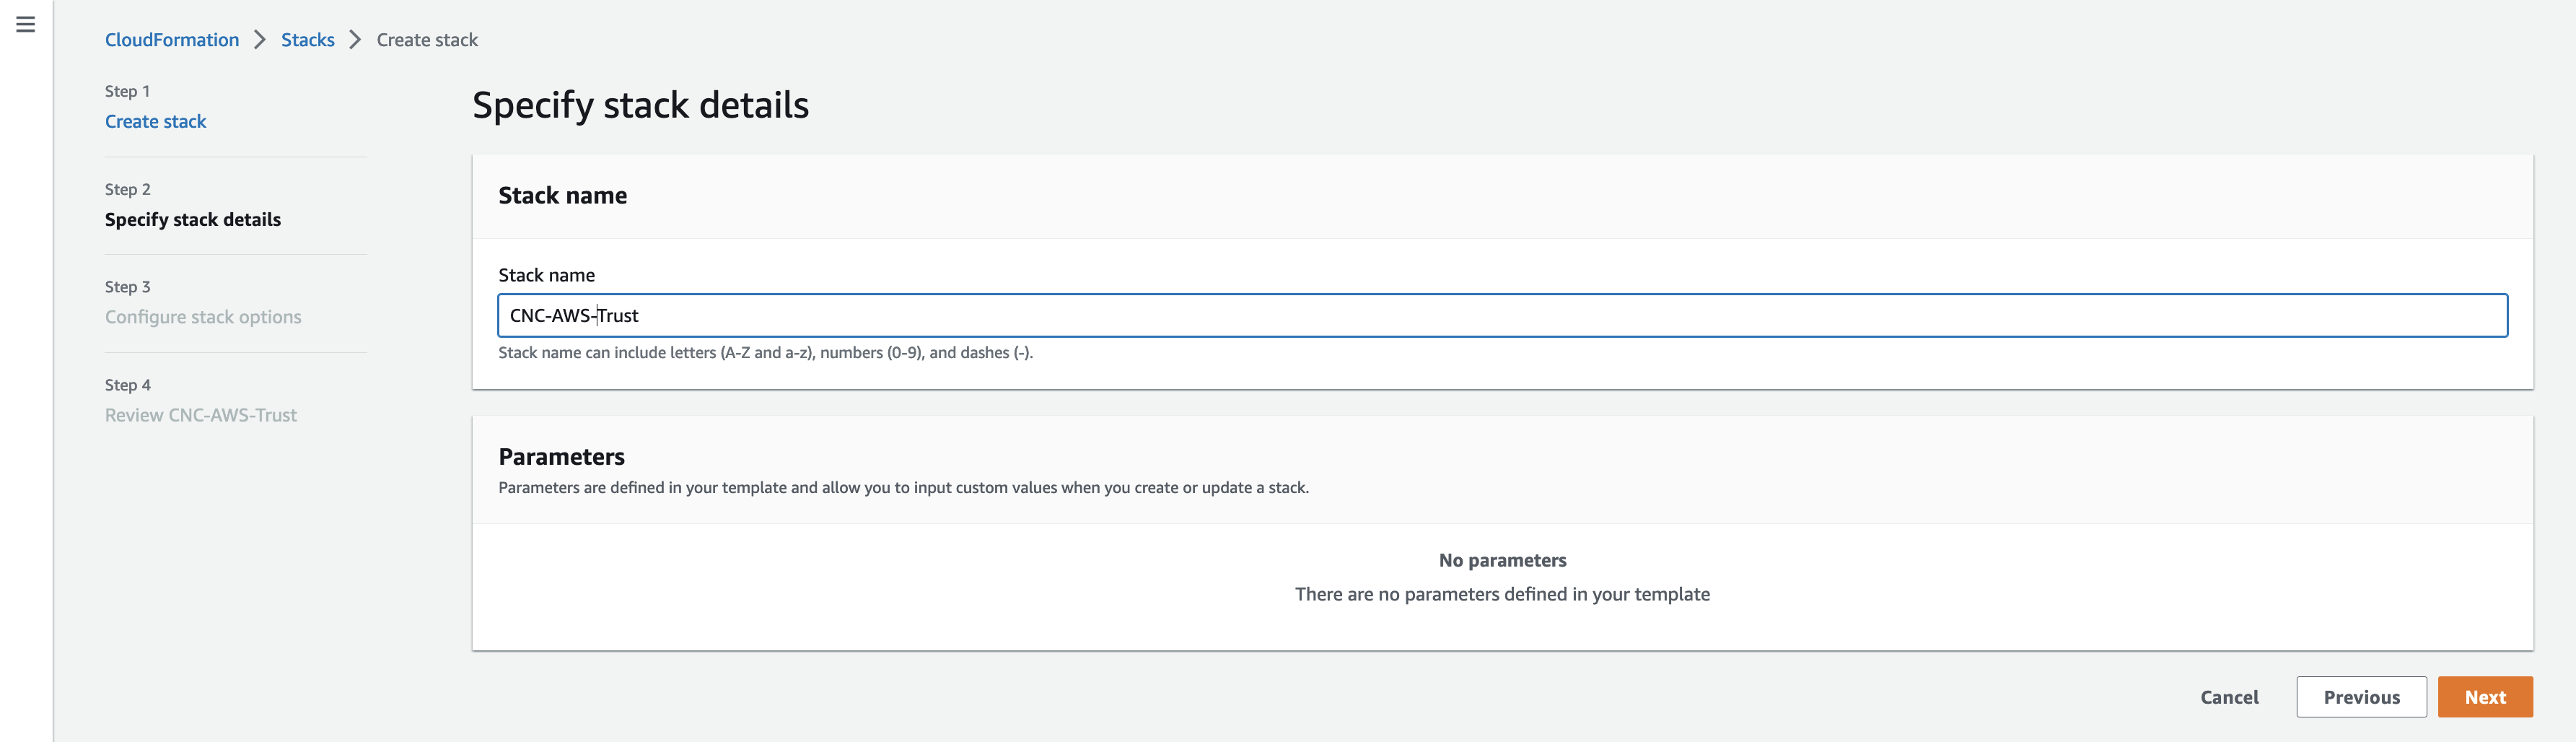 CloudFormation > Stacks > Create stack
Step 1
Create stack
Step 2
Specify stack details
Step 3
Configure stack options
Step 4
Review CNC-AWS-Trust
Specify stack details
Stack name
Stack name
CNC-AWS-Trust
Stack name can include letters (A-Z and a-z), numbers (0-9), and dashes (-).
Parameters
Parameters are defined in your template and allow you to input custom values when you create or update a stack.
No parameters
There are no parameters defined in your template
Cancel Previous Next